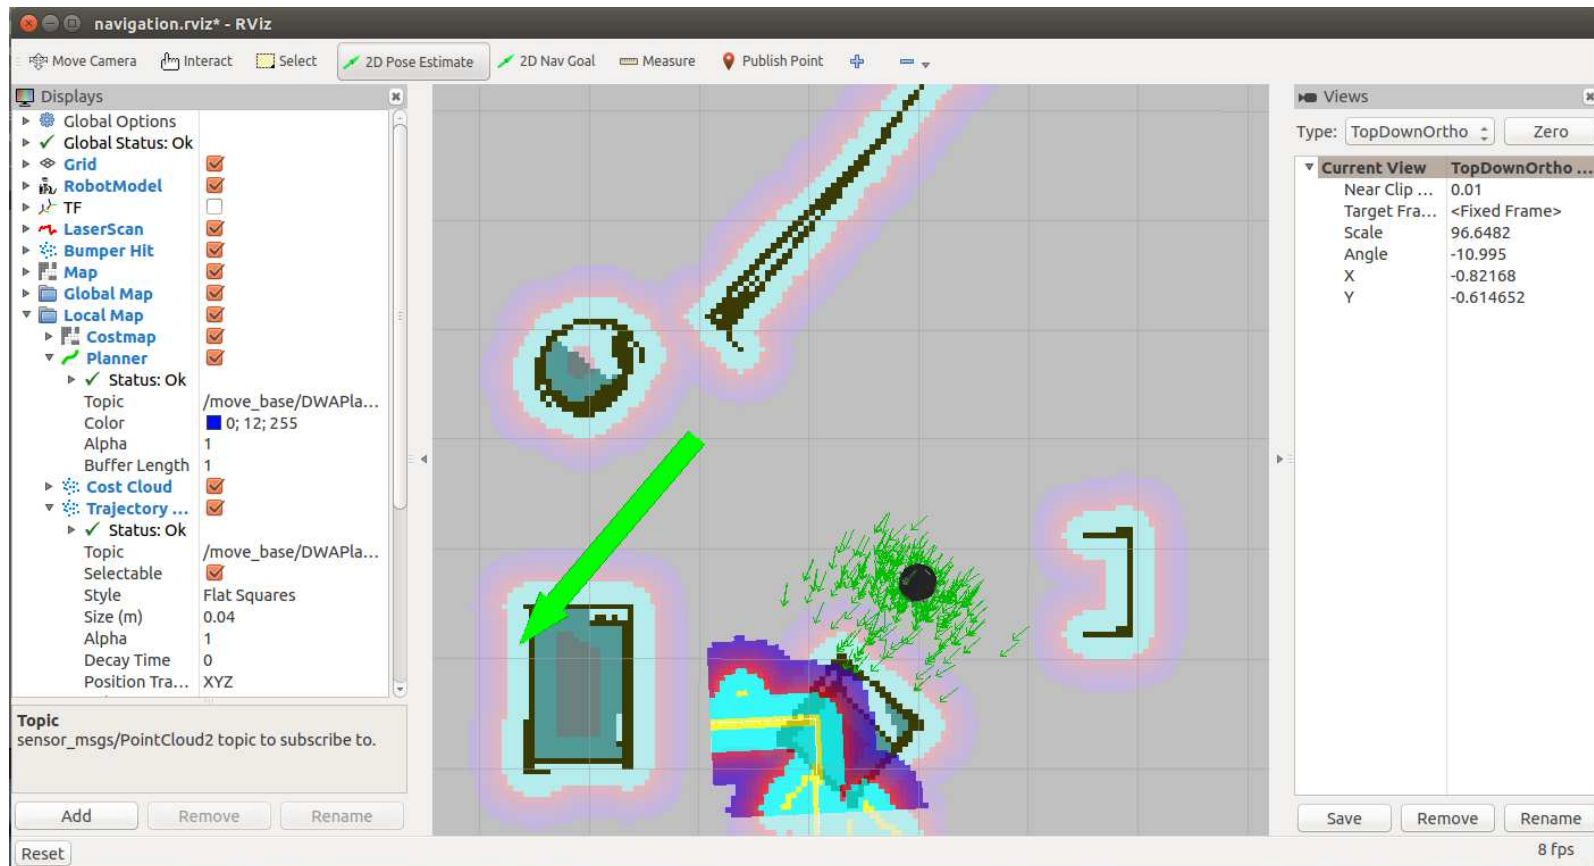 navigation.rviz* - RViz
Move Camera Interact Select 2D Pose Estimate 2D Nav Goal Measure Publish Point
Displays
Global Options
Global Status: Ok
Grid
RobotModel
TF
LaserScan
Bumper Hit
Map
Global Map
Local Map
Costmap
Planner
Status: Ok
Topic /move_base/DWAPla...
Color 0; 12; 255
Alpha 1
Buffer Length 1
Cost Cloud
Trajectory ...
Status: Ok
Topic /move_base/DWAPla...
Selectable
Style Flat Squares
Size (m) 0.04
Alpha 1
Decay Time 0
Position Tra... XYZ
Topic
sensor_msgs/PointCloud2 topic to subscribe to.
Add Remove Rename
Reset
Views
Type: TopDownOrtho Zero
Current View TopDownOrtho ...
Near Clip ... 0.01
Target Fra... <Fixed Frame>
Scale 96.6482
Angle -10.995
X -0.82168
Y -0.614652
Save Remove Rename
8 fps